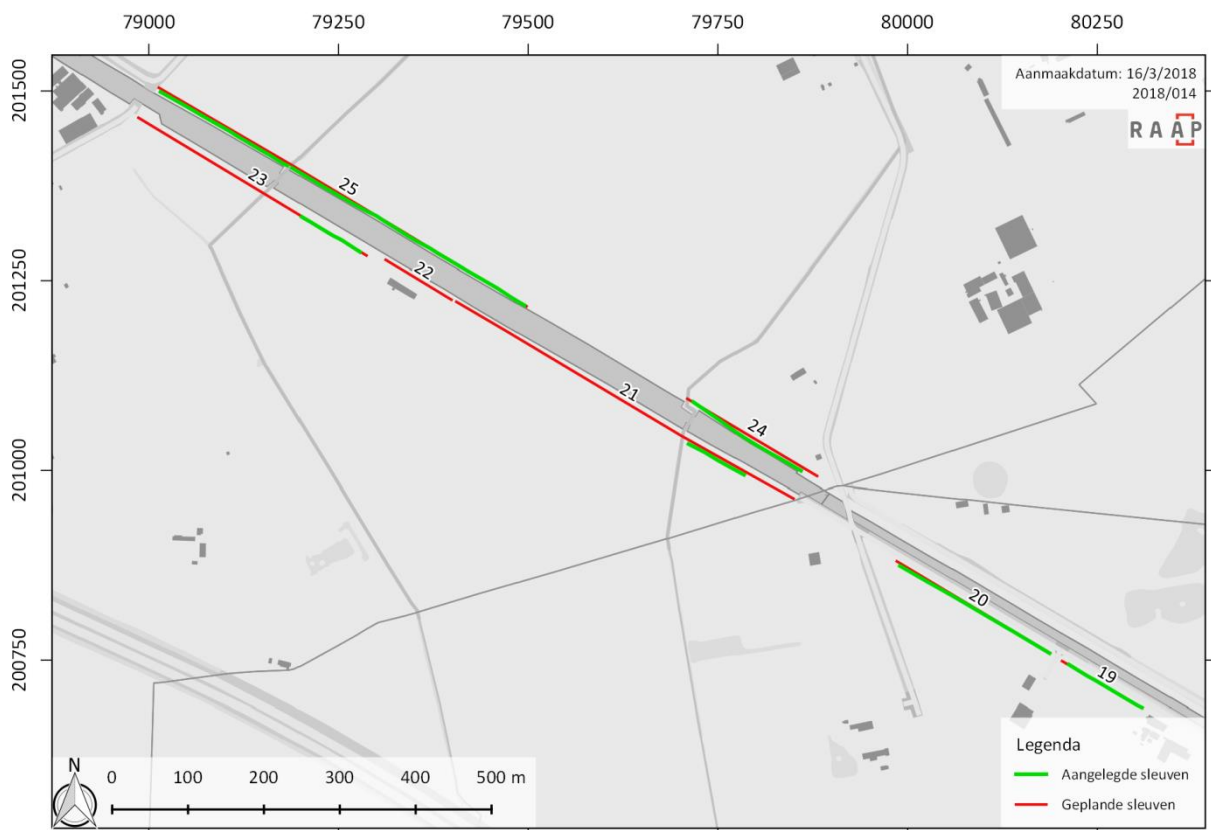 79000 79250 79500 79750 80000 80250
Aanmaakdatum: 16/3/2018
2018/014
RAAP
201500
201250
201000
200750
25
23
22
21
24
20
19
N
0 100 200 300 400 500 m
Legenda
Aangelegde sleuven
Geplande sleuven